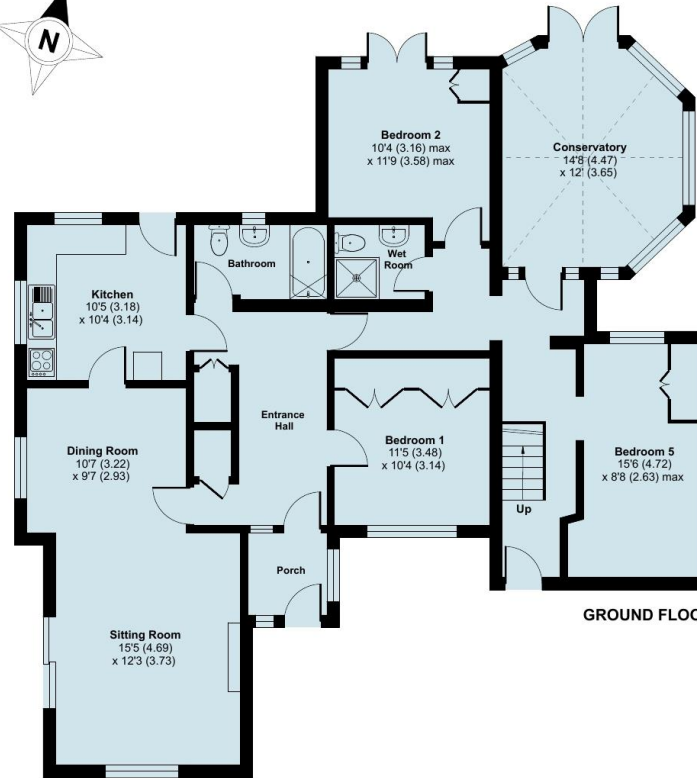 N
Bedroom 2
10'4 (3.16) max
x 11'9 (3.58) max
Conservatory
14'8 (4.47)
x 12' (3.65)
Bathroom
Wet
Room
Kitchen
10'5 (3.18)
x 10'4 (3.14)
Entrance
Hall
Dining Room
10'7 (3.22)
x 9'7 (2.93)
Bedroom 1
11'5 (3.48)
x 10'4 (3.14)
Bedroom 5
15'6 (4.72)
x 8'8 (2.63) max
Up
Porch
Sitting Room
15'5 (4.69)
x 12'3 (3.73)
GROUND FLOO